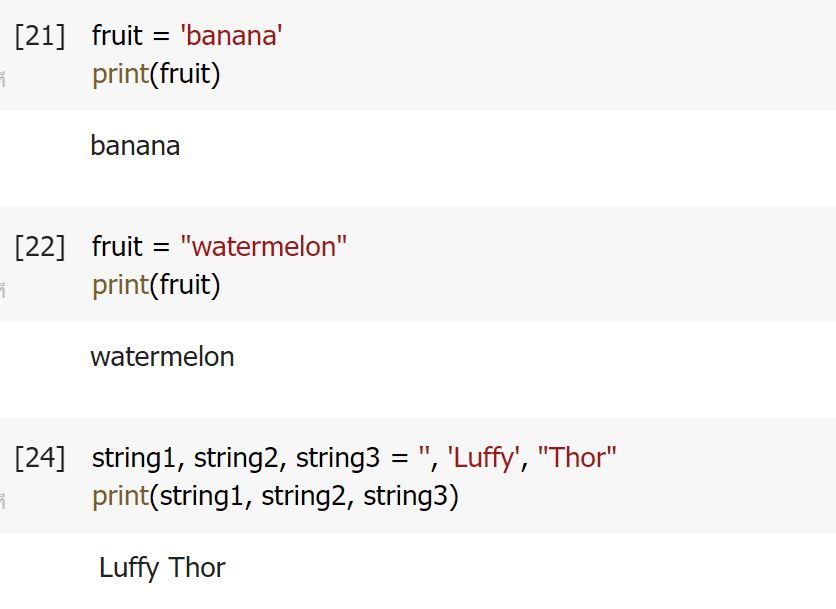 [21] fruit = 'banana'
print(fruit)
banana
[22] fruit = "watermelon"
print(fruit)
watermelon
[24] string1, string2, string3 = '', 'Luffy', "Thor"
print(string1, string2, string3)
Luffy Thor